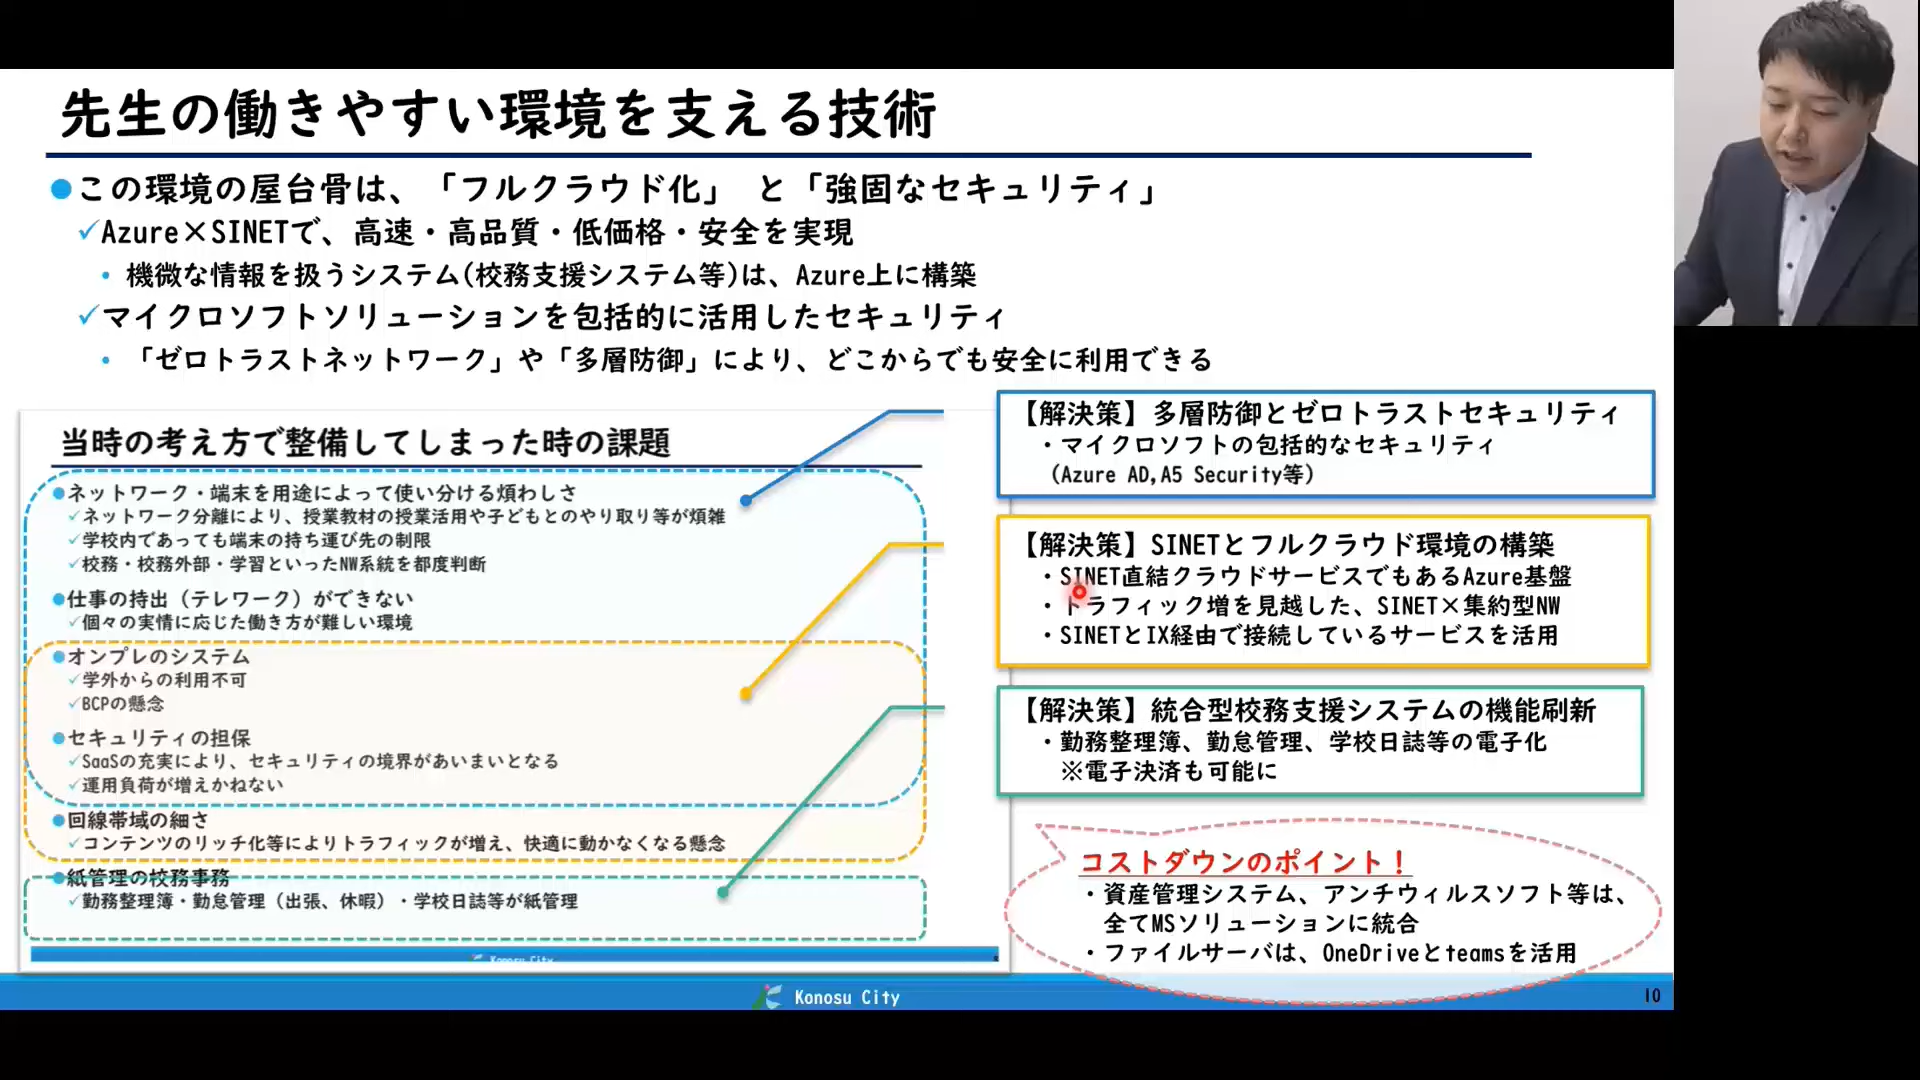 先生の働きやすい環境を支える技術
●この環境の屋台骨は、「フルクラウド化」 と「強固なセキュリティ」
✓Azure×SINETで、高速・高品質・低価格・安全を実現
・機微な情報を扱うシステム(校務支援システム等)は、Azure上に構築
✓マイクロソフトソリューションを包括的に活用したセキュリティ
・「ゼロトラストネットワーク」や「多層防御」により、どこからでも安全に利用できる
当時の考え方で整備してしまった時の課題
●ネットワーク・端末を用途によって使い分ける煩わしさ
✓ネットワーク分離により、授業教材の授業活用や子どもとのやり取り等が煩雑
✓学校内であっても端末の持ち運び先の制限
✓校務・校務外部・学習といったNW系統を都度判断
●仕事の持出（テレワーク）ができない
✓個々の実情に応じた働き方が難しい環境
●オンプレのシステム
✓学外からの利用不可
✓BCPの懸念
●セキュリティの担保
✓SaaSの充実により、セキュリティの境界があいまいとなる
✓運用負荷が増えかねない
●回線帯域の細さ
✓コンテンツのリッチ化等によりトラフィックが増え、快適に動かなくなる懸念
●紙管理の校務事務
✓勤務整理簿・勤怠管理（出張、休暇）・学校日誌等が紙管理
Konosu City
【解決策】多層防御とゼロトラストセキュリティ
・マイクロソフトの包括的なセキュリティ
（Azure AD,A5 Security等）
【解決策】SINETとフルクラウド環境の構築
・SINET直結クラウドサービスでもあるAzure基盤
・トラフィック増を見越した、SINET×集約型NW
・SINETとIX経由で接続しているサービスを活用
【解決策】統合型校務支援システムの機能刷新
・勤務整理簿、勤怠管理、学校日誌等の電子化
※電子決済も可能に
コストダウンのポイント！
・資産管理システム、アンチウィルスソフト等は、
全てMSソリューションに統合
・ファイルサーバは、OneDriveとteamsを活用
Konosu City
10